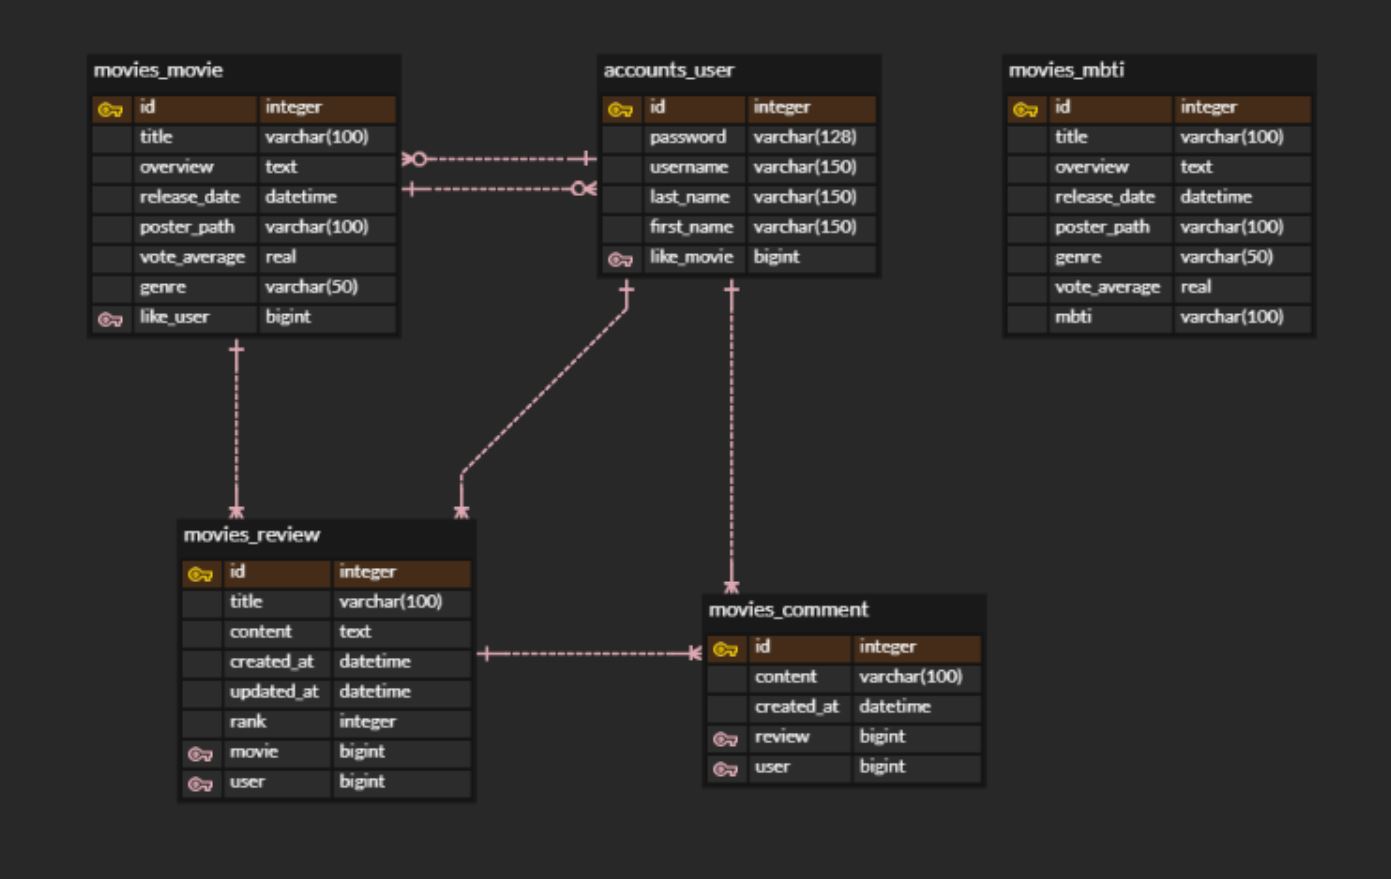 movies_movie
id integer
title varchar(100)
overview text
release_date datetime
poster_path varchar(100)
vote_average real
genre varchar(50)
like_user bigint
accounts_user
id integer
password varchar(128)
username varchar(150)
last_name varchar(150)
first_name varchar(150)
like_movie bigint
movies_mbti
id integer
title varchar(100)
overview text
release_date datetime
poster_path varchar(100)
genre varchar(50)
vote_average real
mbti varchar(100)
movies_review
id integer
title varchar(100)
content text
created_at datetime
updated_at datetime
rank integer
movie bigint
user bigint
movies_comment
id integer
content varchar(100)
created_at datetime
review bigint
user bigint